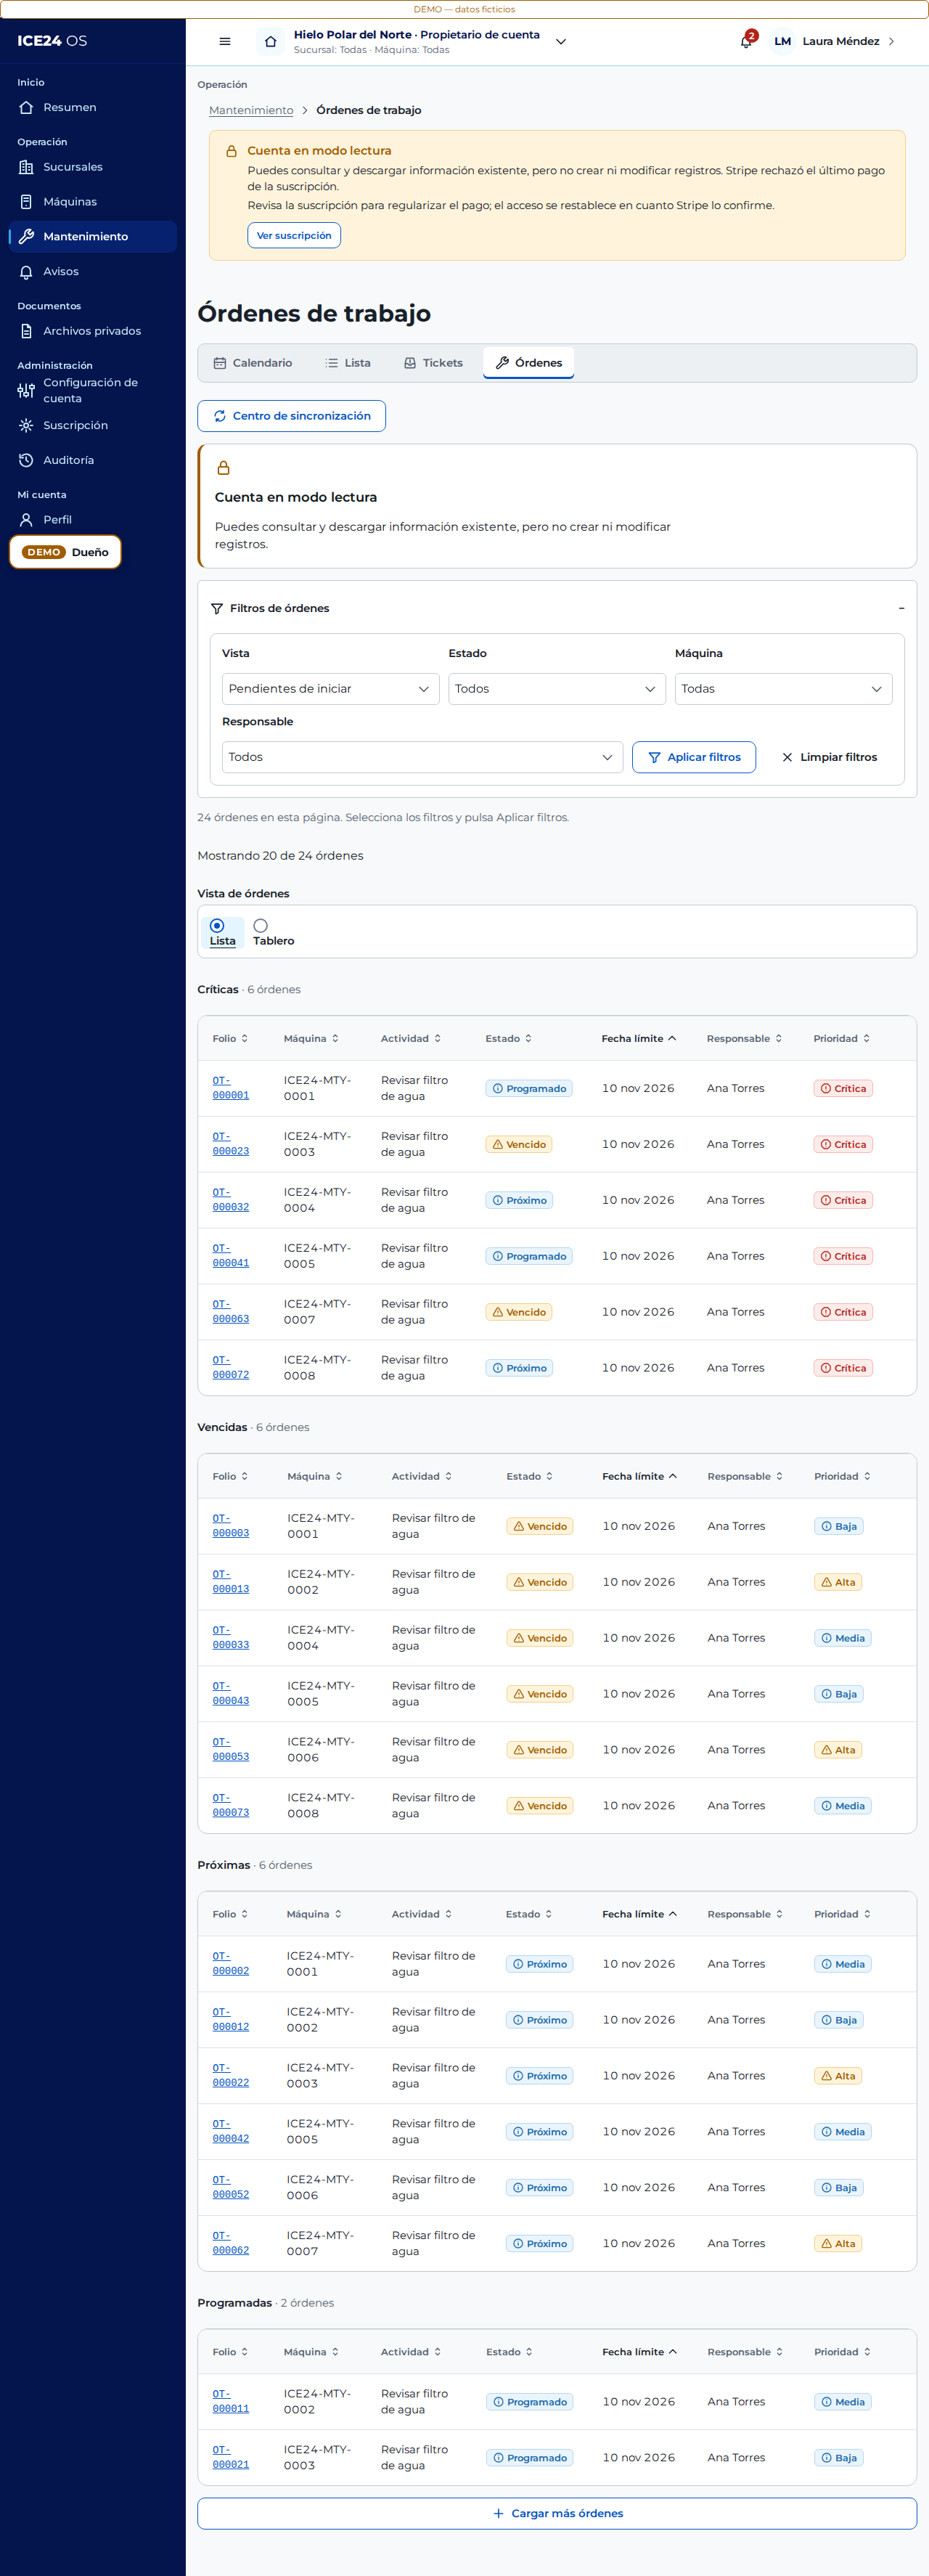 DEMO — datos ficticios
ICE24 OS
Hielo Polar del Norte · Propietario de cuenta
Sucursal: Todas · Máquina: Todas
2
LM
Laura Méndez
Inicio
Resumen
Operación
Sucursales
Máquinas
Mantenimiento
Avisos
Documentos
Archivos privados
Administración
Configuración de
cuenta
Suscripción
Auditoría
Mi cuenta
Perfil
DEMO Dueño
Operación
Mantenimiento > Órdenes de trabajo
Cuenta en modo lectura
Puedes consultar y descargar información existente, pero no crear ni modificar registros. Stripe rechazó el último pago
de la suscripción.
Revisa la suscripción para regularizar el pago; el acceso se restablece en cuanto Stripe lo confirme.
Ver suscripción
Órdenes de trabajo
Calendario Lista Tickets Órdenes
Centro de sincronización
Cuenta en modo lectura
Puedes consultar y descargar información existente, pero no crear ni modificar
registros.
Filtros de órdenes −
Vista Estado Máquina
Pendientes de iniciar Todos Todas
Responsable
Todos Aplicar filtros Limpiar filtros
24 órdenes en esta página. Selecciona los filtros y pulsa Aplicar filtros.
Mostrando 20 de 24 órdenes
Vista de órdenes
Lista Tablero
Críticas · 6 órdenes
Folio Máquina Actividad Estado Fecha límite Responsable Prioridad
OT-000001 ICE24-MTY-0001 Revisar filtro de agua Programado 10 nov 2026 Ana Torres Crítica
OT-000023 ICE24-MTY-0003 Revisar filtro de agua Vencido 10 nov 2026 Ana Torres Crítica
OT-000032 ICE24-MTY-0004 Revisar filtro de agua Próximo 10 nov 2026 Ana Torres Crítica
OT-000041 ICE24-MTY-0005 Revisar filtro de agua Programado 10 nov 2026 Ana Torres Crítica
OT-000063 ICE24-MTY-0007 Revisar filtro de agua Vencido 10 nov 2026 Ana Torres Crítica
OT-000072 ICE24-MTY-0008 Revisar filtro de agua Próximo 10 nov 2026 Ana Torres Crítica
Vencidas · 6 órdenes
Folio Máquina Actividad Estado Fecha límite Responsable Prioridad
OT-000003 ICE24-MTY-0001 Revisar filtro de agua Vencido 10 nov 2026 Ana Torres Baja
OT-000013 ICE24-MTY-0002 Revisar filtro de agua Vencido 10 nov 2026 Ana Torres Alta
OT-000033 ICE24-MTY-0004 Revisar filtro de agua Vencido 10 nov 2026 Ana Torres Media
OT-000043 ICE24-MTY-0005 Revisar filtro de agua Vencido 10 nov 2026 Ana Torres Baja
OT-000053 ICE24-MTY-0006 Revisar filtro de agua Vencido 10 nov 2026 Ana Torres Alta
OT-000073 ICE24-MTY-0008 Revisar filtro de agua Vencido 10 nov 2026 Ana Torres Media
Próximas · 6 órdenes
Folio Máquina Actividad Estado Fecha límite Responsable Prioridad
OT-000002 ICE24-MTY-0001 Revisar filtro de agua Próximo 10 nov 2026 Ana Torres Media
OT-000012 ICE24-MTY-0002 Revisar filtro de agua Próximo 10 nov 2026 Ana Torres Baja
OT-000022 ICE24-MTY-0003 Revisar filtro de agua Próximo 10 nov 2026 Ana Torres Alta
OT-000042 ICE24-MTY-0005 Revisar filtro de agua Próximo 10 nov 2026 Ana Torres Media
OT-000052 ICE24-MTY-0006 Revisar filtro de agua Próximo 10 nov 2026 Ana Torres Baja
OT-000062 ICE24-MTY-0007 Revisar filtro de agua Próximo 10 nov 2026 Ana Torres Alta
Programadas · 2 órdenes
Folio Máquina Actividad Estado Fecha límite Responsable Prioridad
OT-000011 ICE24-MTY-0002 Revisar filtro de agua Programado 10 nov 2026 Ana Torres Media
OT-000021 ICE24-MTY-0003 Revisar filtro de agua Programado 10 nov 2026 Ana Torres Baja
+ Cargar más órdenes